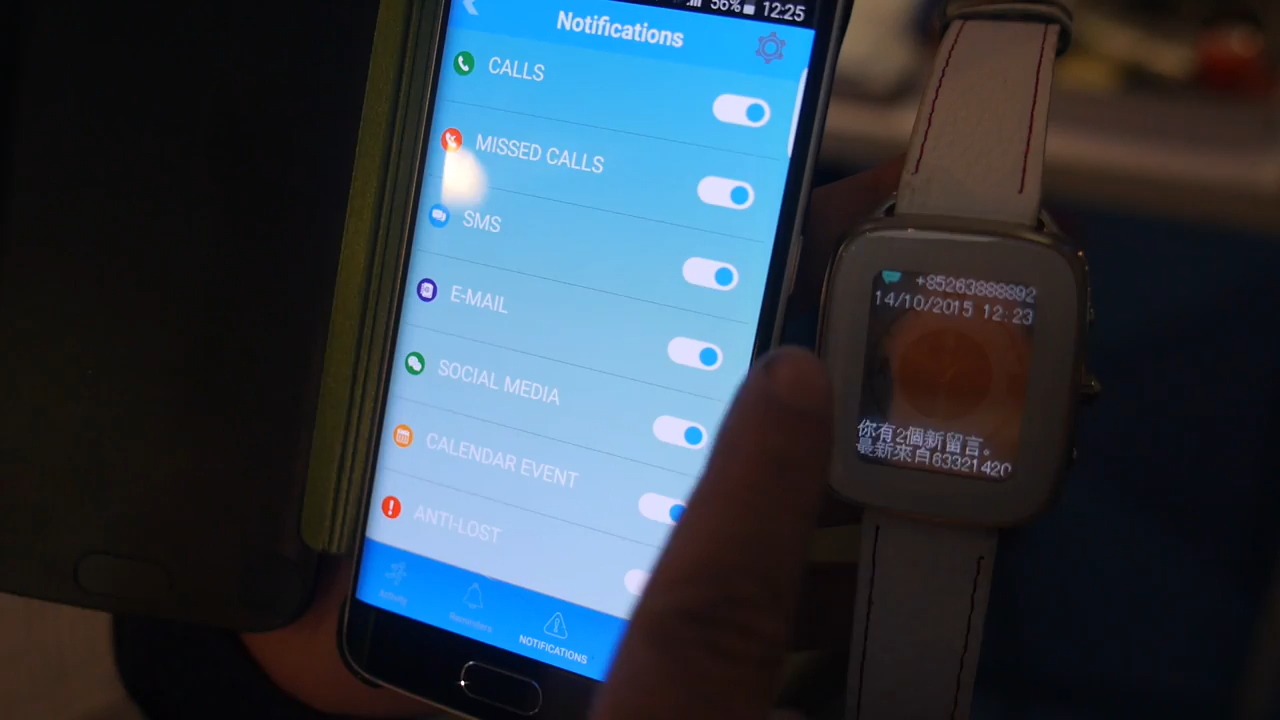 56% 12:25
Notifications
CALLS
MISSED CALLS
SMS
E-MAIL
SOCIAL MEDIA
CALENDAR EVENT
ANTI-LOST
Activity
Reminders
NOTIFICATIONS
+85263888892
14/10/2015 12:23
你有2個新留言。
最新來自63321420